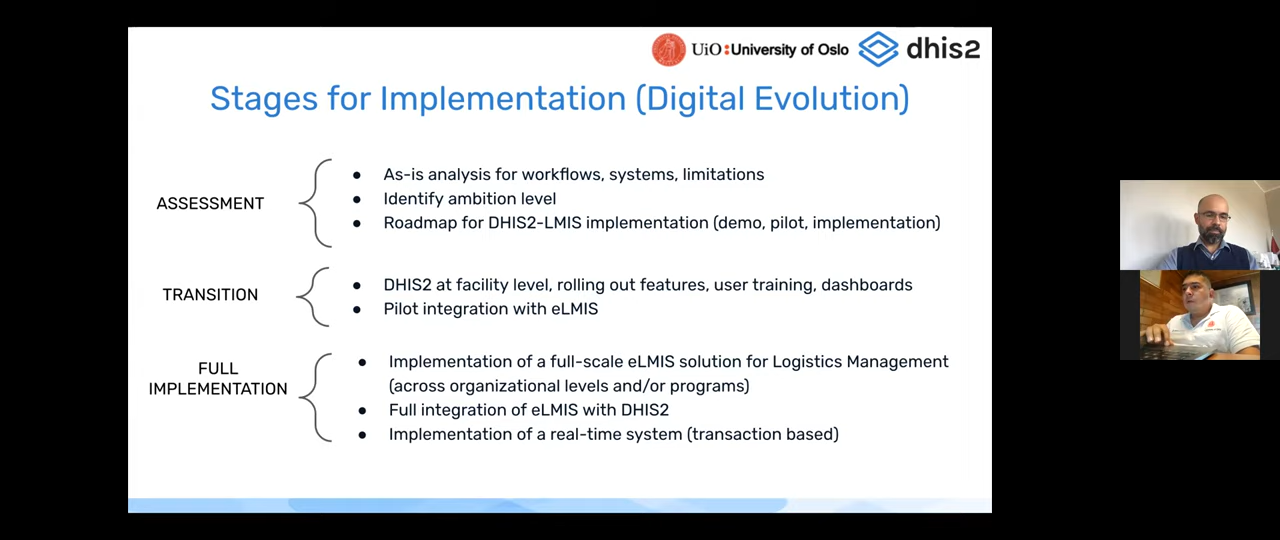 UiO:University of Oslo
dhis2
Stages for Implementation (Digital Evolution)
ASSESSMENT
● As-is analysis for workflows, systems, limitations
● Identify ambition level
● Roadmap for DHIS2-LMIS implementation (demo, pilot, implementation)
TRANSITION
● DHIS2 at facility level, rolling out features, user training, dashboards
● Pilot integration with eLMIS
FULL
IMPLEMENTATION
● Implementation of a full-scale eLMIS solution for Logistics Management
(across organizational levels and/or programs)
● Full integration of eLMIS with DHIS2
● Implementation of a real-time system (transaction based)